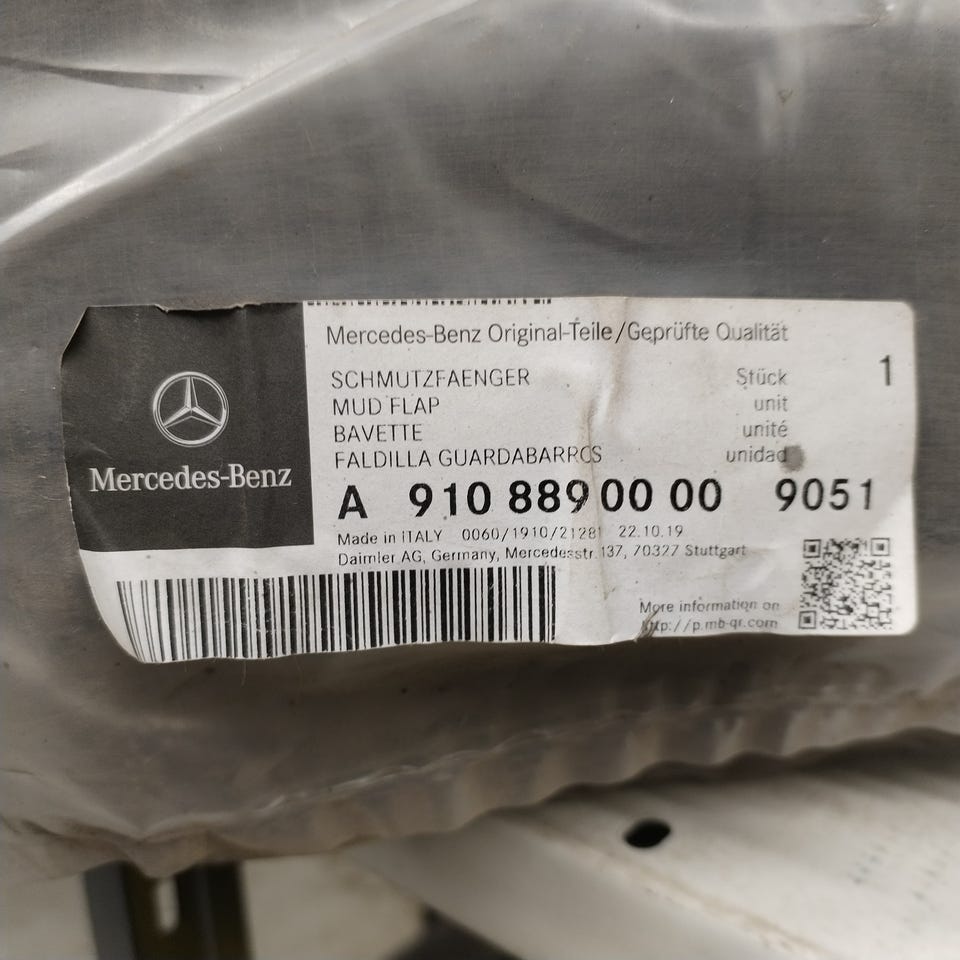 Mercedes-Benz
Mercedes-Benz Original-Teile/Geprüfte Qualität
SCHMUTZFAENGER Stück 1
MUD FLAP unit
BAVETTE unité
FALDILLA GUARDABARROS unidad
A 910 889 00 00 9051
Made in ITALY 0060/1910/21281 22.10.19
Daimler AG, Germany, Mercedesstr.137, 70327 Stuttgart
More information on
http://p.mb-qr.com